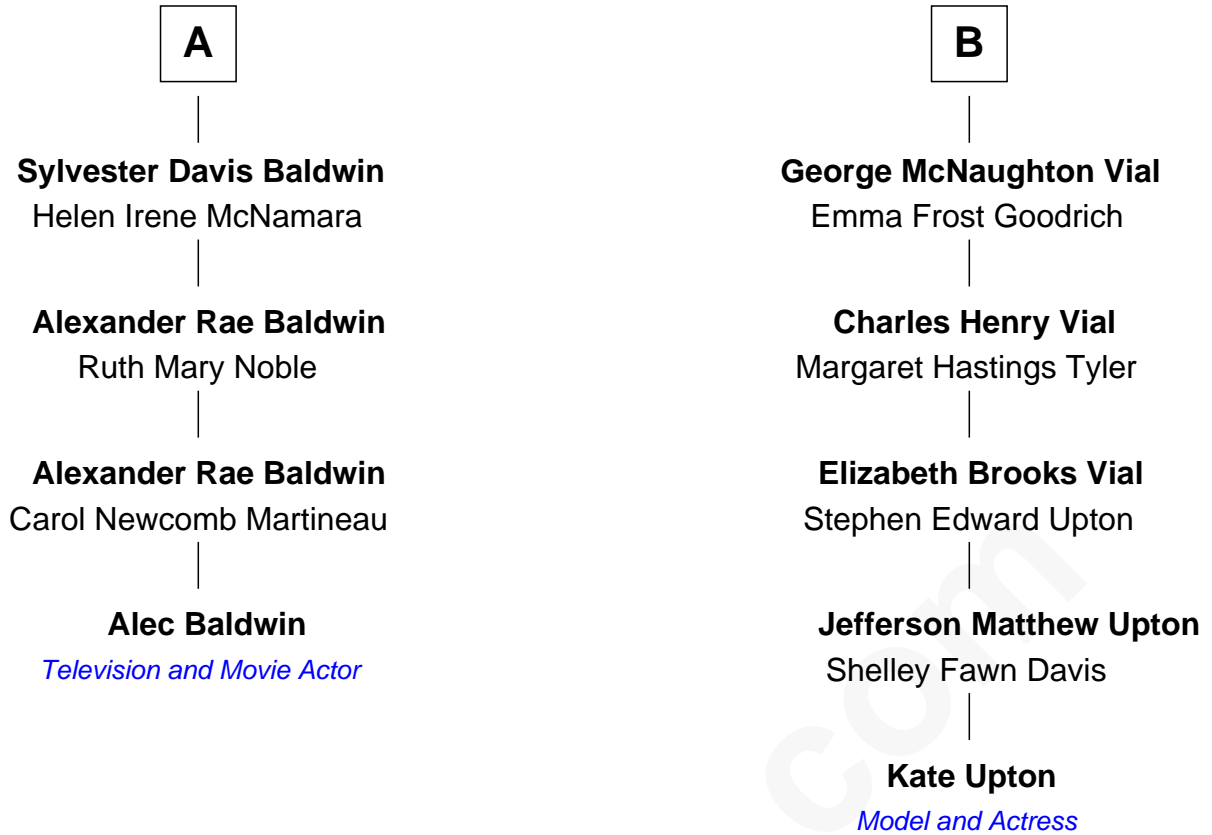 A
Sylvester Davis Baldwin
Helen Irene McNamara
Alexander Rae Baldwin
Ruth Mary Noble
Alexander Rae Baldwin
Carol Newcomb Martineau
Alec Baldwin
Television and Movie Actor
B
George McNaughton Vial
Emma Frost Goodrich
Charles Henry Vial
Margaret Hastings Tyler
Elizabeth Brooks Vial
Stephen Edward Upton
Jefferson Matthew Upton
Shelley Fawn Davis
Kate Upton
Model and Actress
com